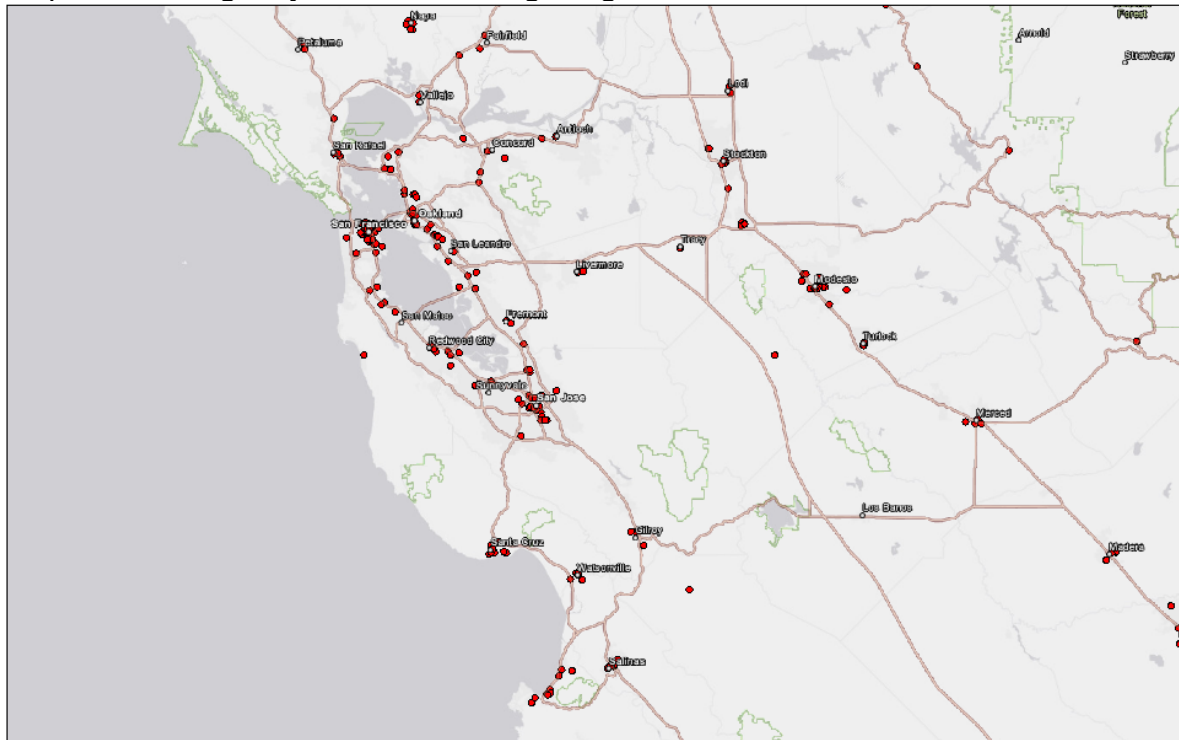 Forest
Napa
Arnold
Petaluma
Fairfield
Strawberry
Lodi
Vallejo
Antioch
Concord
San Rafael
Stockton
Oakland
San Francisco
San Leandro
Tracy
Livermore
Modesto
San Mateo
Fremont
Redwood City
Turlock
Sunnyvale
San Jose
Merced
Los Banos
Gilroy
Santa Cruz
Madera
Watsonville
Salinas